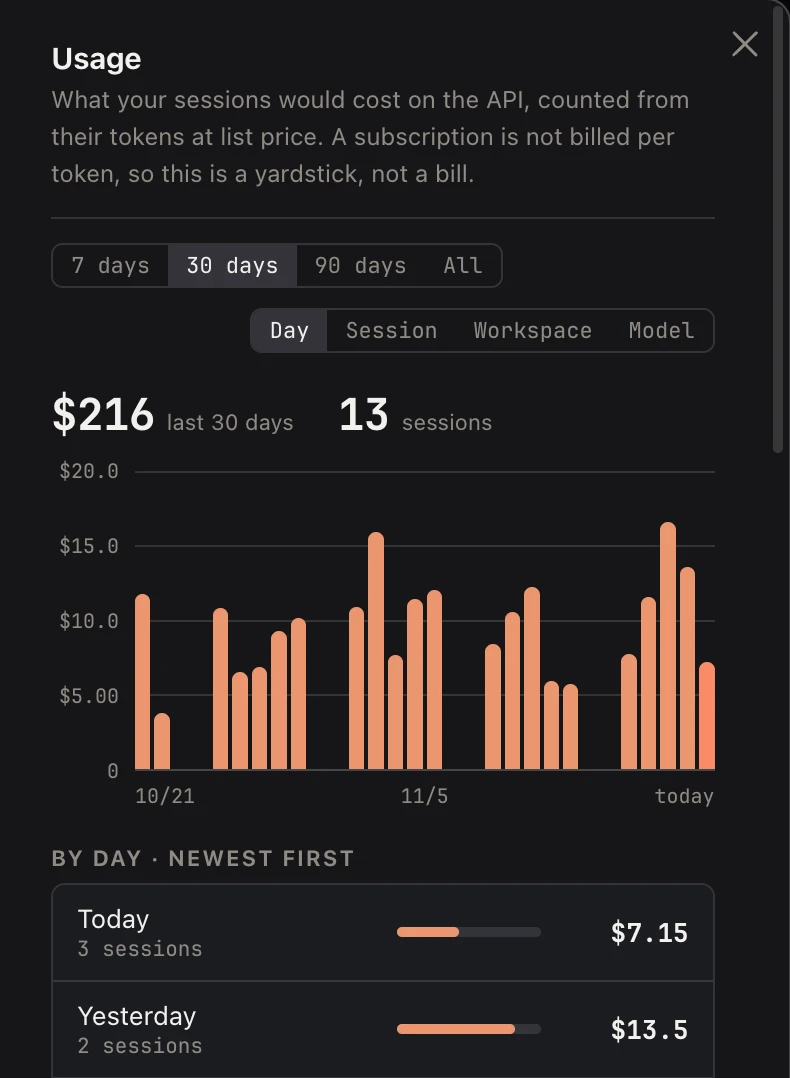 Usage
What your sessions would cost on the API, counted from
their tokens at list price. A subscription is not billed per
token, so this is a yardstick, not a bill.
7 days 30 days 90 days All
Day Session Workspace Model
$216 last 30 days 13 sessions
$20.0
$15.0
$10.0
$5.00
0
10/21 11/5 today
BY DAY · NEWEST FIRST
Today
3 sessions
$7.15
Yesterday
2 sessions
$13.5